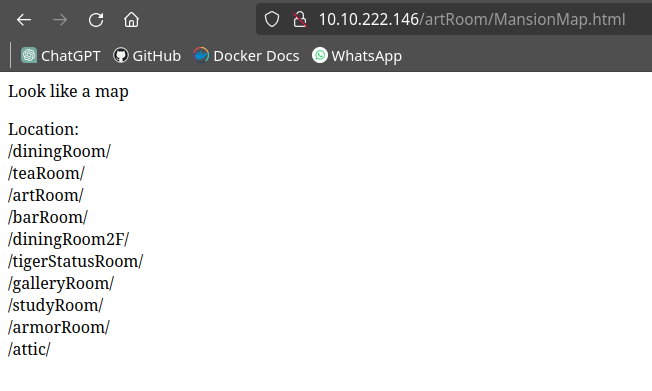 10.10.222.146/artRoom/MansionMap.html
ChatGPT GitHub Docker Docs WhatsApp
Look like a map
Location:
/diningRoom/
/teaRoom/
/artRoom/
/barRoom/
/diningRoom2F/
/tigerStatusRoom/
/galleryRoom/
/studyRoom/
/armorRoom/
/attic/